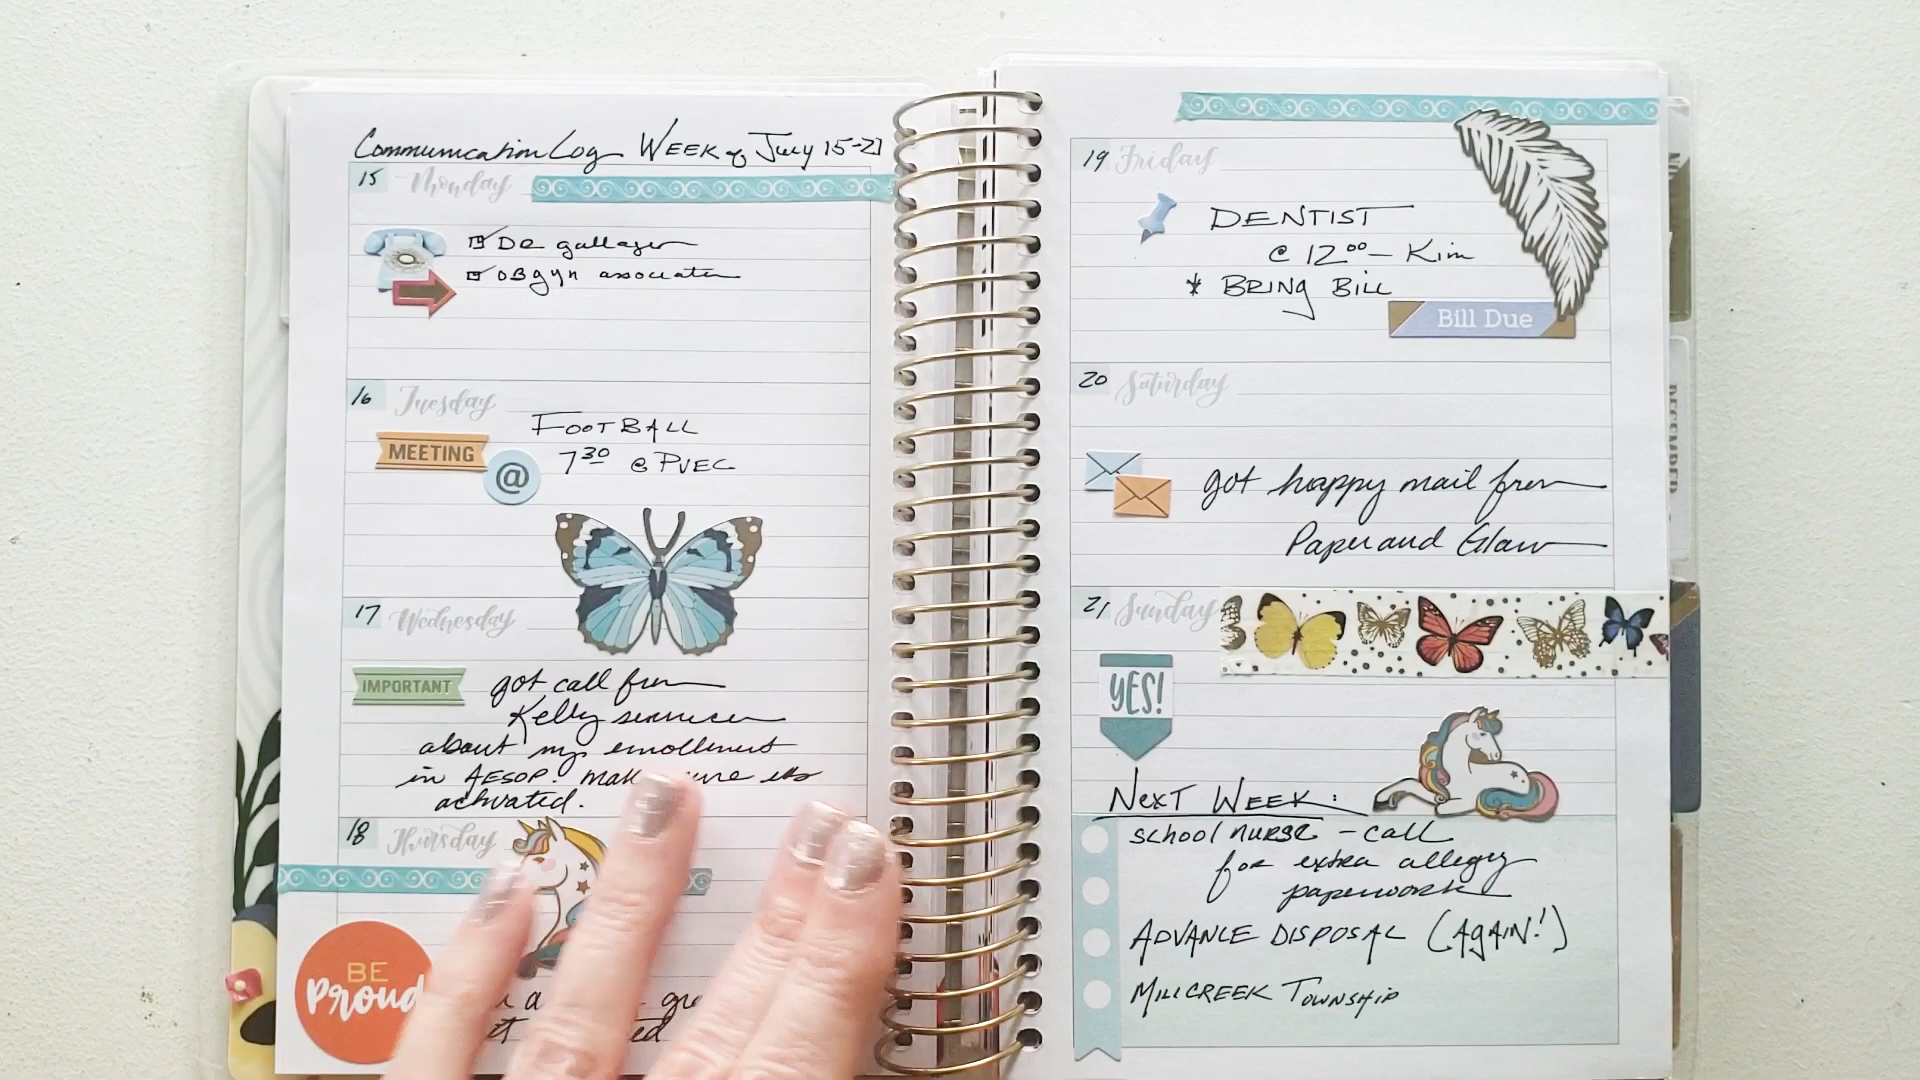 Communication Log Week of July 15-21
15 Monday
Dr gallager
OBgyn associates
16 Tuesday
FOOTBALL
MEETING
@
7 30 @ PVEC
17 Wednesday
IMPORTANT
got call from
Kelly services
about my enrollment
in AESOP. make sure its
activated.
18 Thursday
BE
Proud
19 Friday
DENTIST
@ 12 00 - Kim
* BRING BILL
Bill Due
20 Saturday
got happy mail from
Paper and Glam
21 Sunday
YES!
NEXT WEEK:
school nurse - call
for extra allergy
paperwork
ADVANCE DISPOSAL (AGAIN!)
MILLCREEK TOWNSHIP